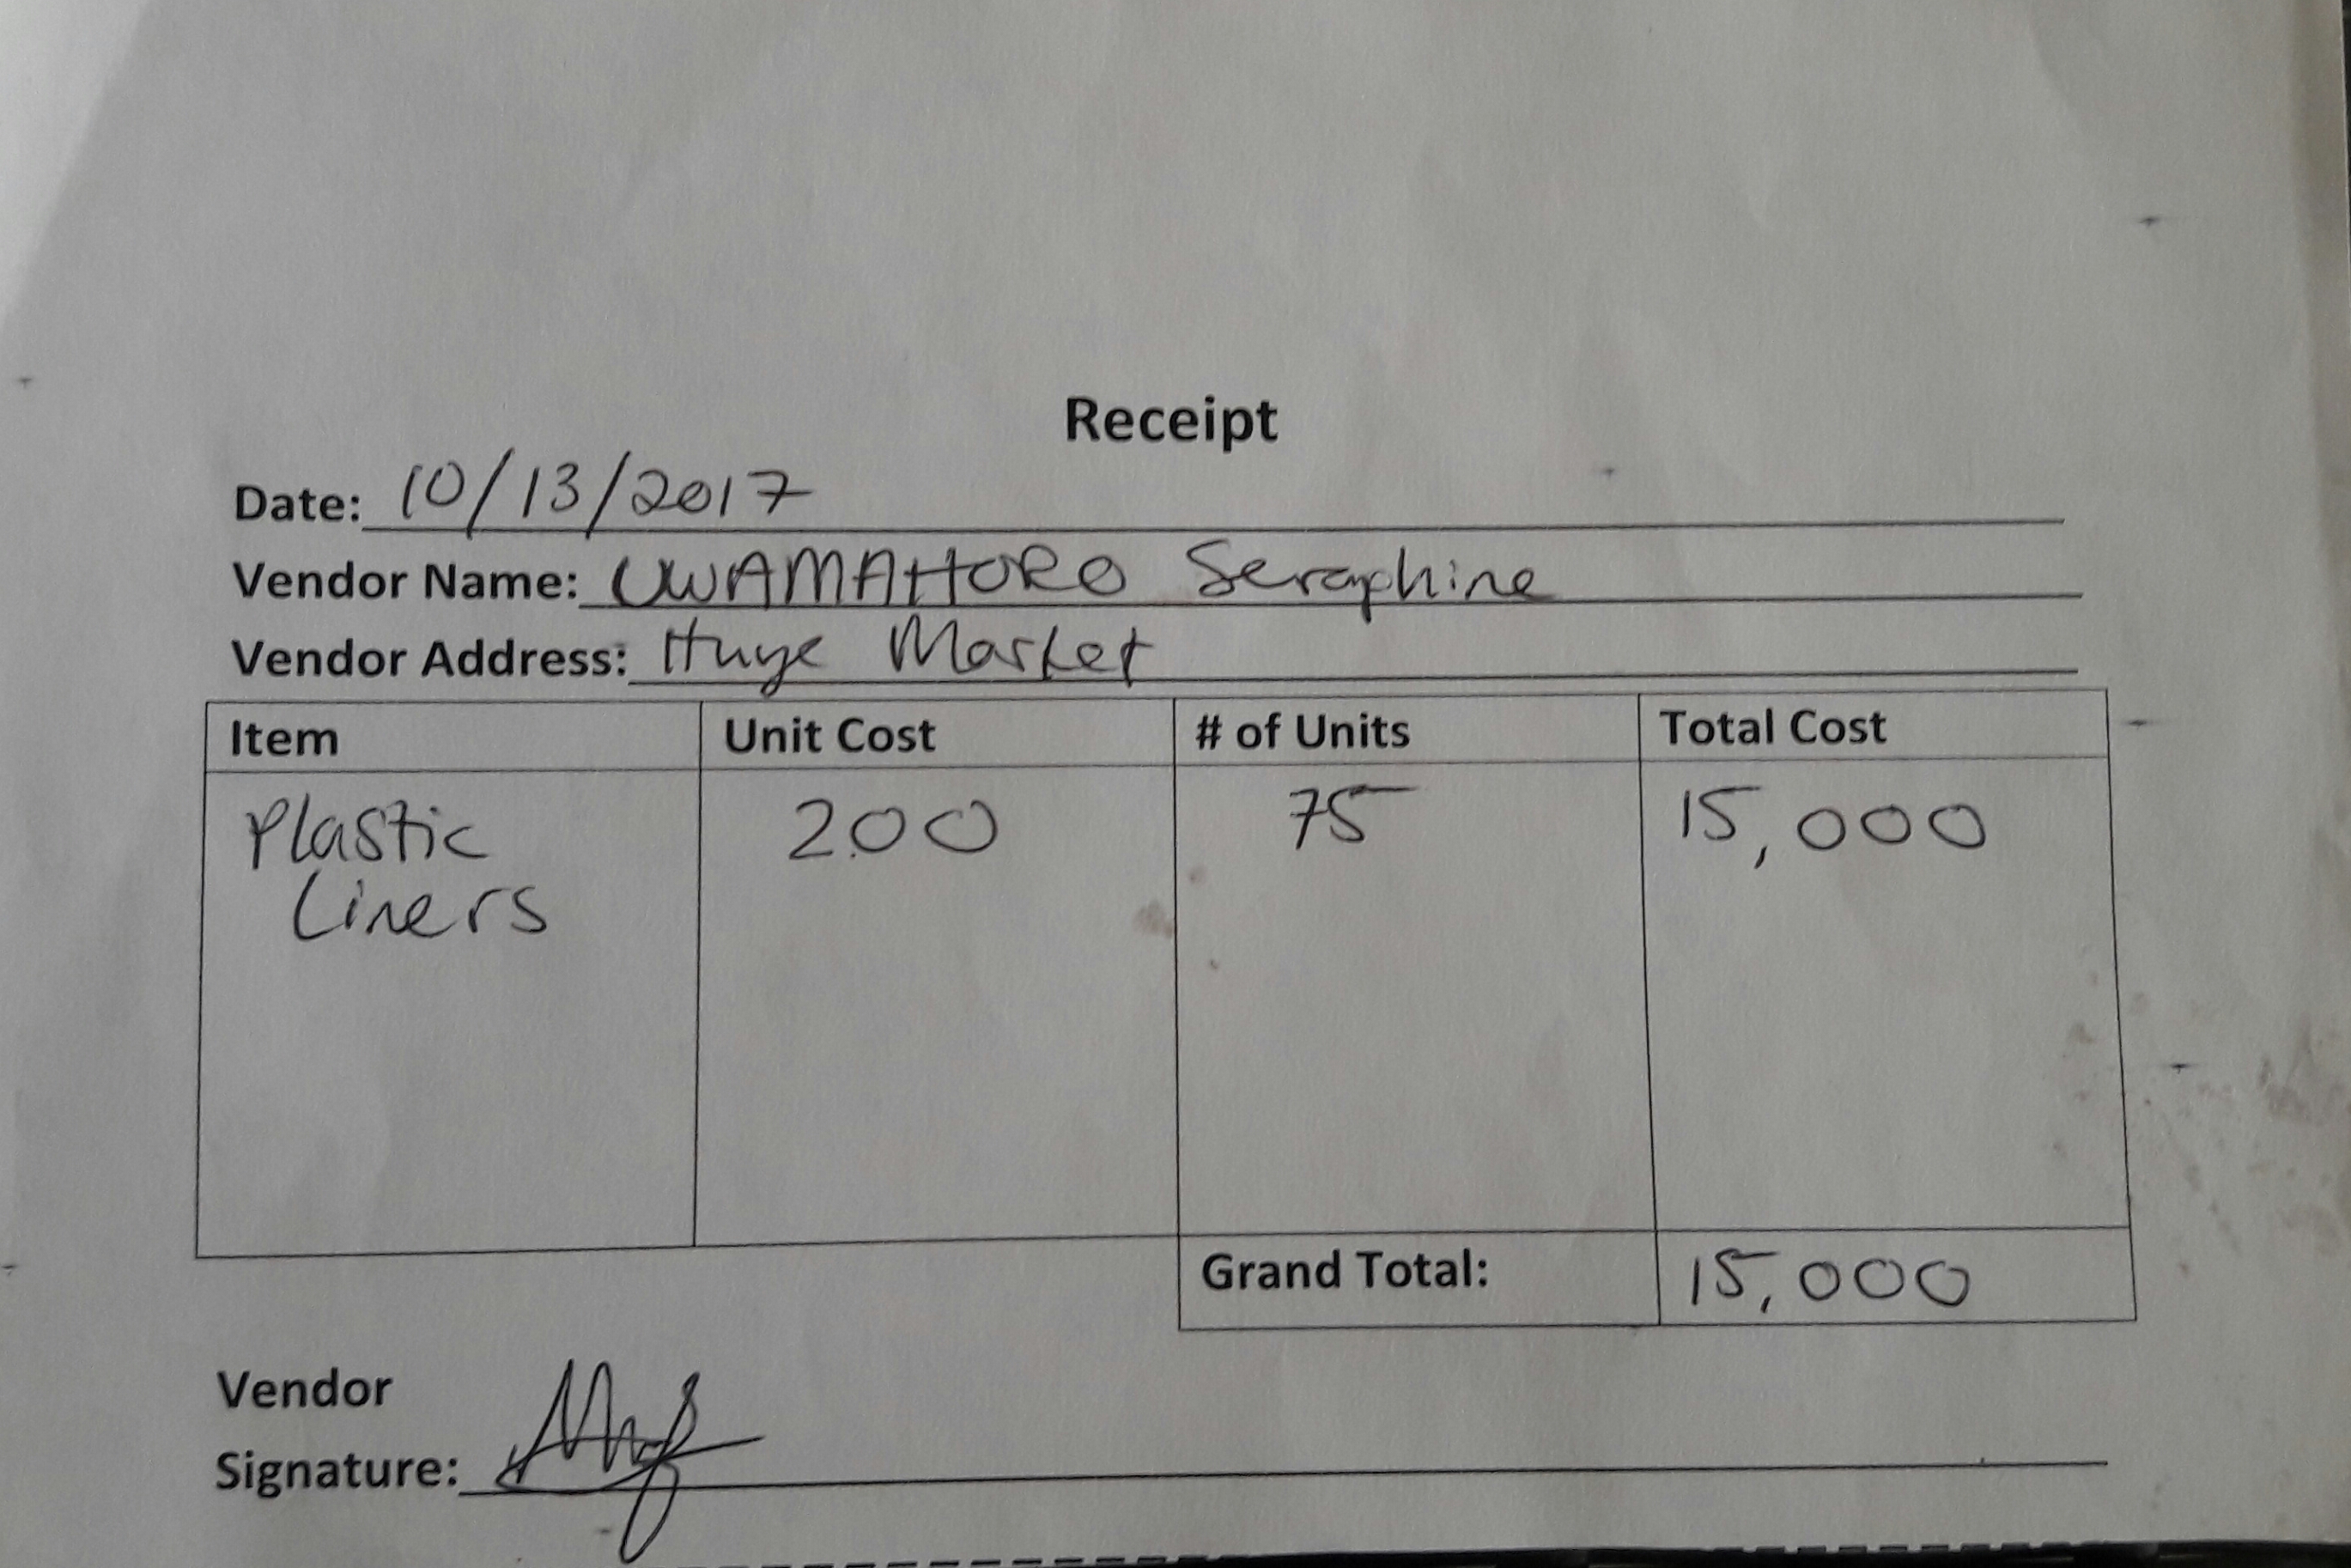 Receipt
Date: 10/13/2017
Vendor Name: UWAMAHORO Seraphine
Vendor Address: Huye Market
Item Unit Cost # of Units Total Cost
Plastic 200 75 15,000
Liners
Grand Total: 15,000
Vendor
Signature: